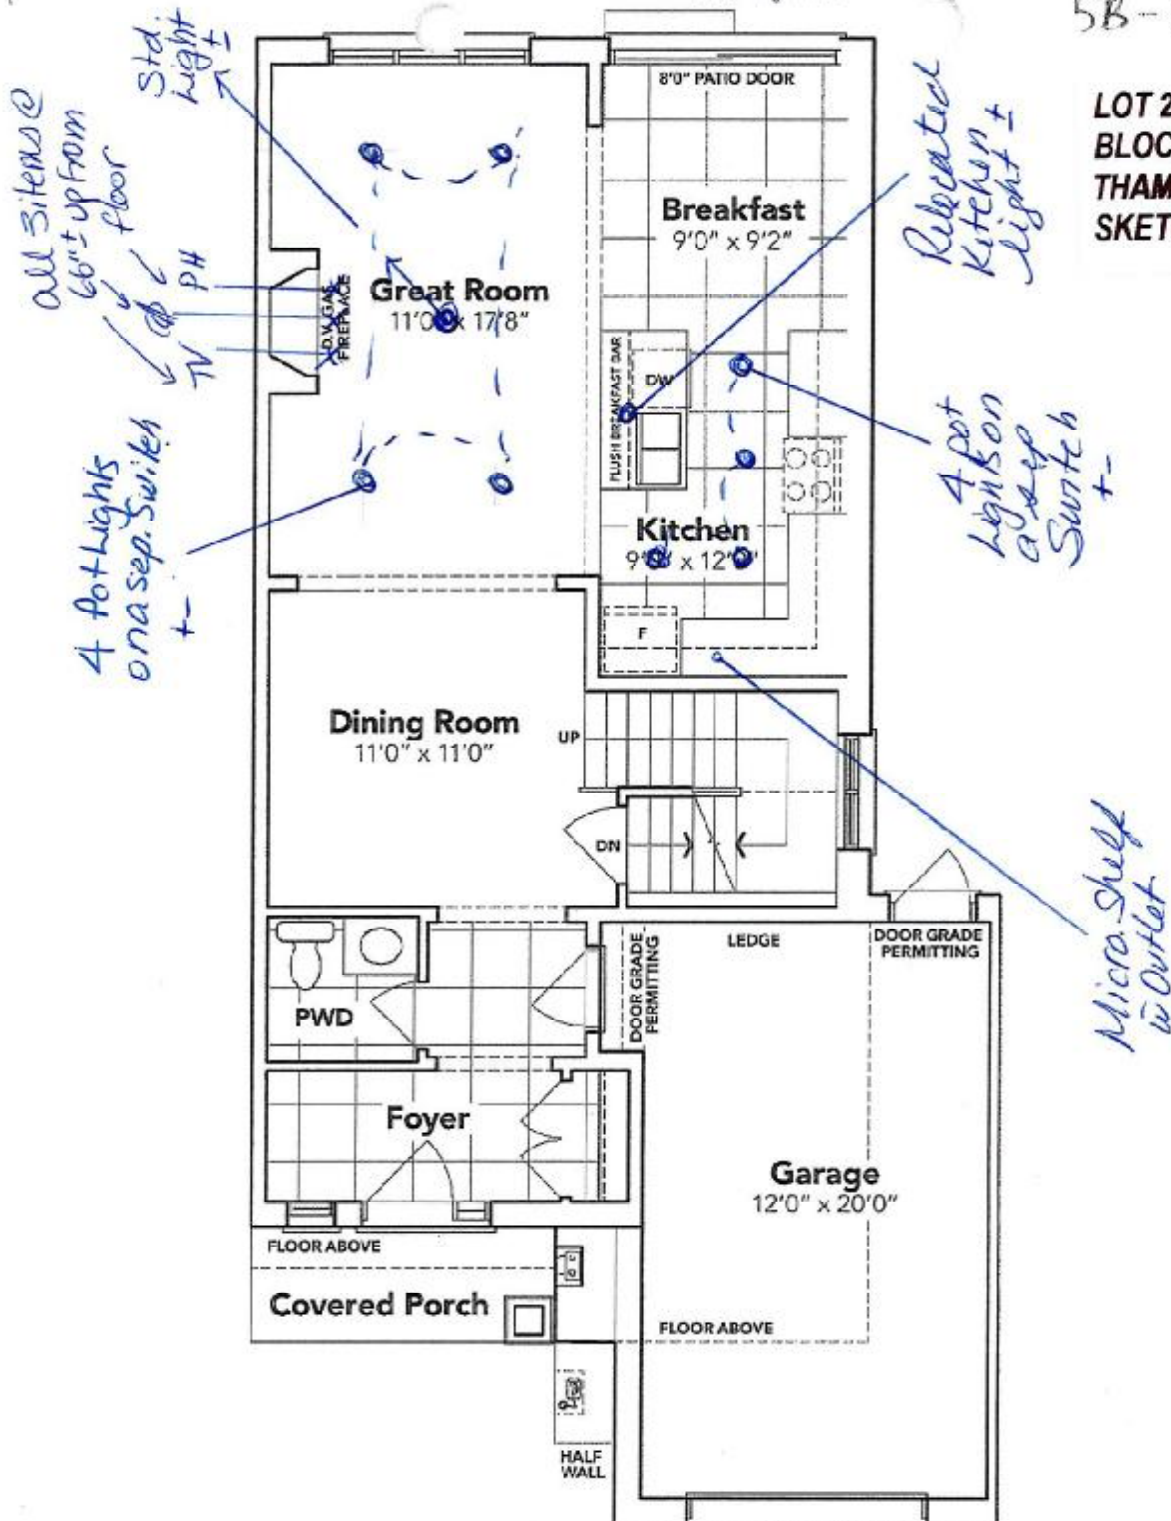 5B--
LOT 2
BLOC
THAM
SKET
Std.
Light
±
All 3 items @
66"± up from
floor
PH
TV
4 Pot Lights
on a sep. Switch
+-
Relocated
Kitchen
Light ±
4 pot
Lights on
a sep
Switch
+-
Micro. Shelf
w̄ Outlet
8'0" PATIO DOOR
Breakfast
9'0" x 9'2"
Great Room
x 17'8"
D.V. GAS
FIREPLACE
FLUSH BREAKFAST BAR
DW
Kitchen
F
Dining Room
11'0" x 11'0"
UP
DN
PWD
DOOR GRADE
PERMITTING
LEDGE
DOOR GRADE
PERMITTING
Foyer
Garage
12'0" x 20'0"
FLOOR ABOVE
Covered Porch
FLOOR ABOVE
HALF
WALL